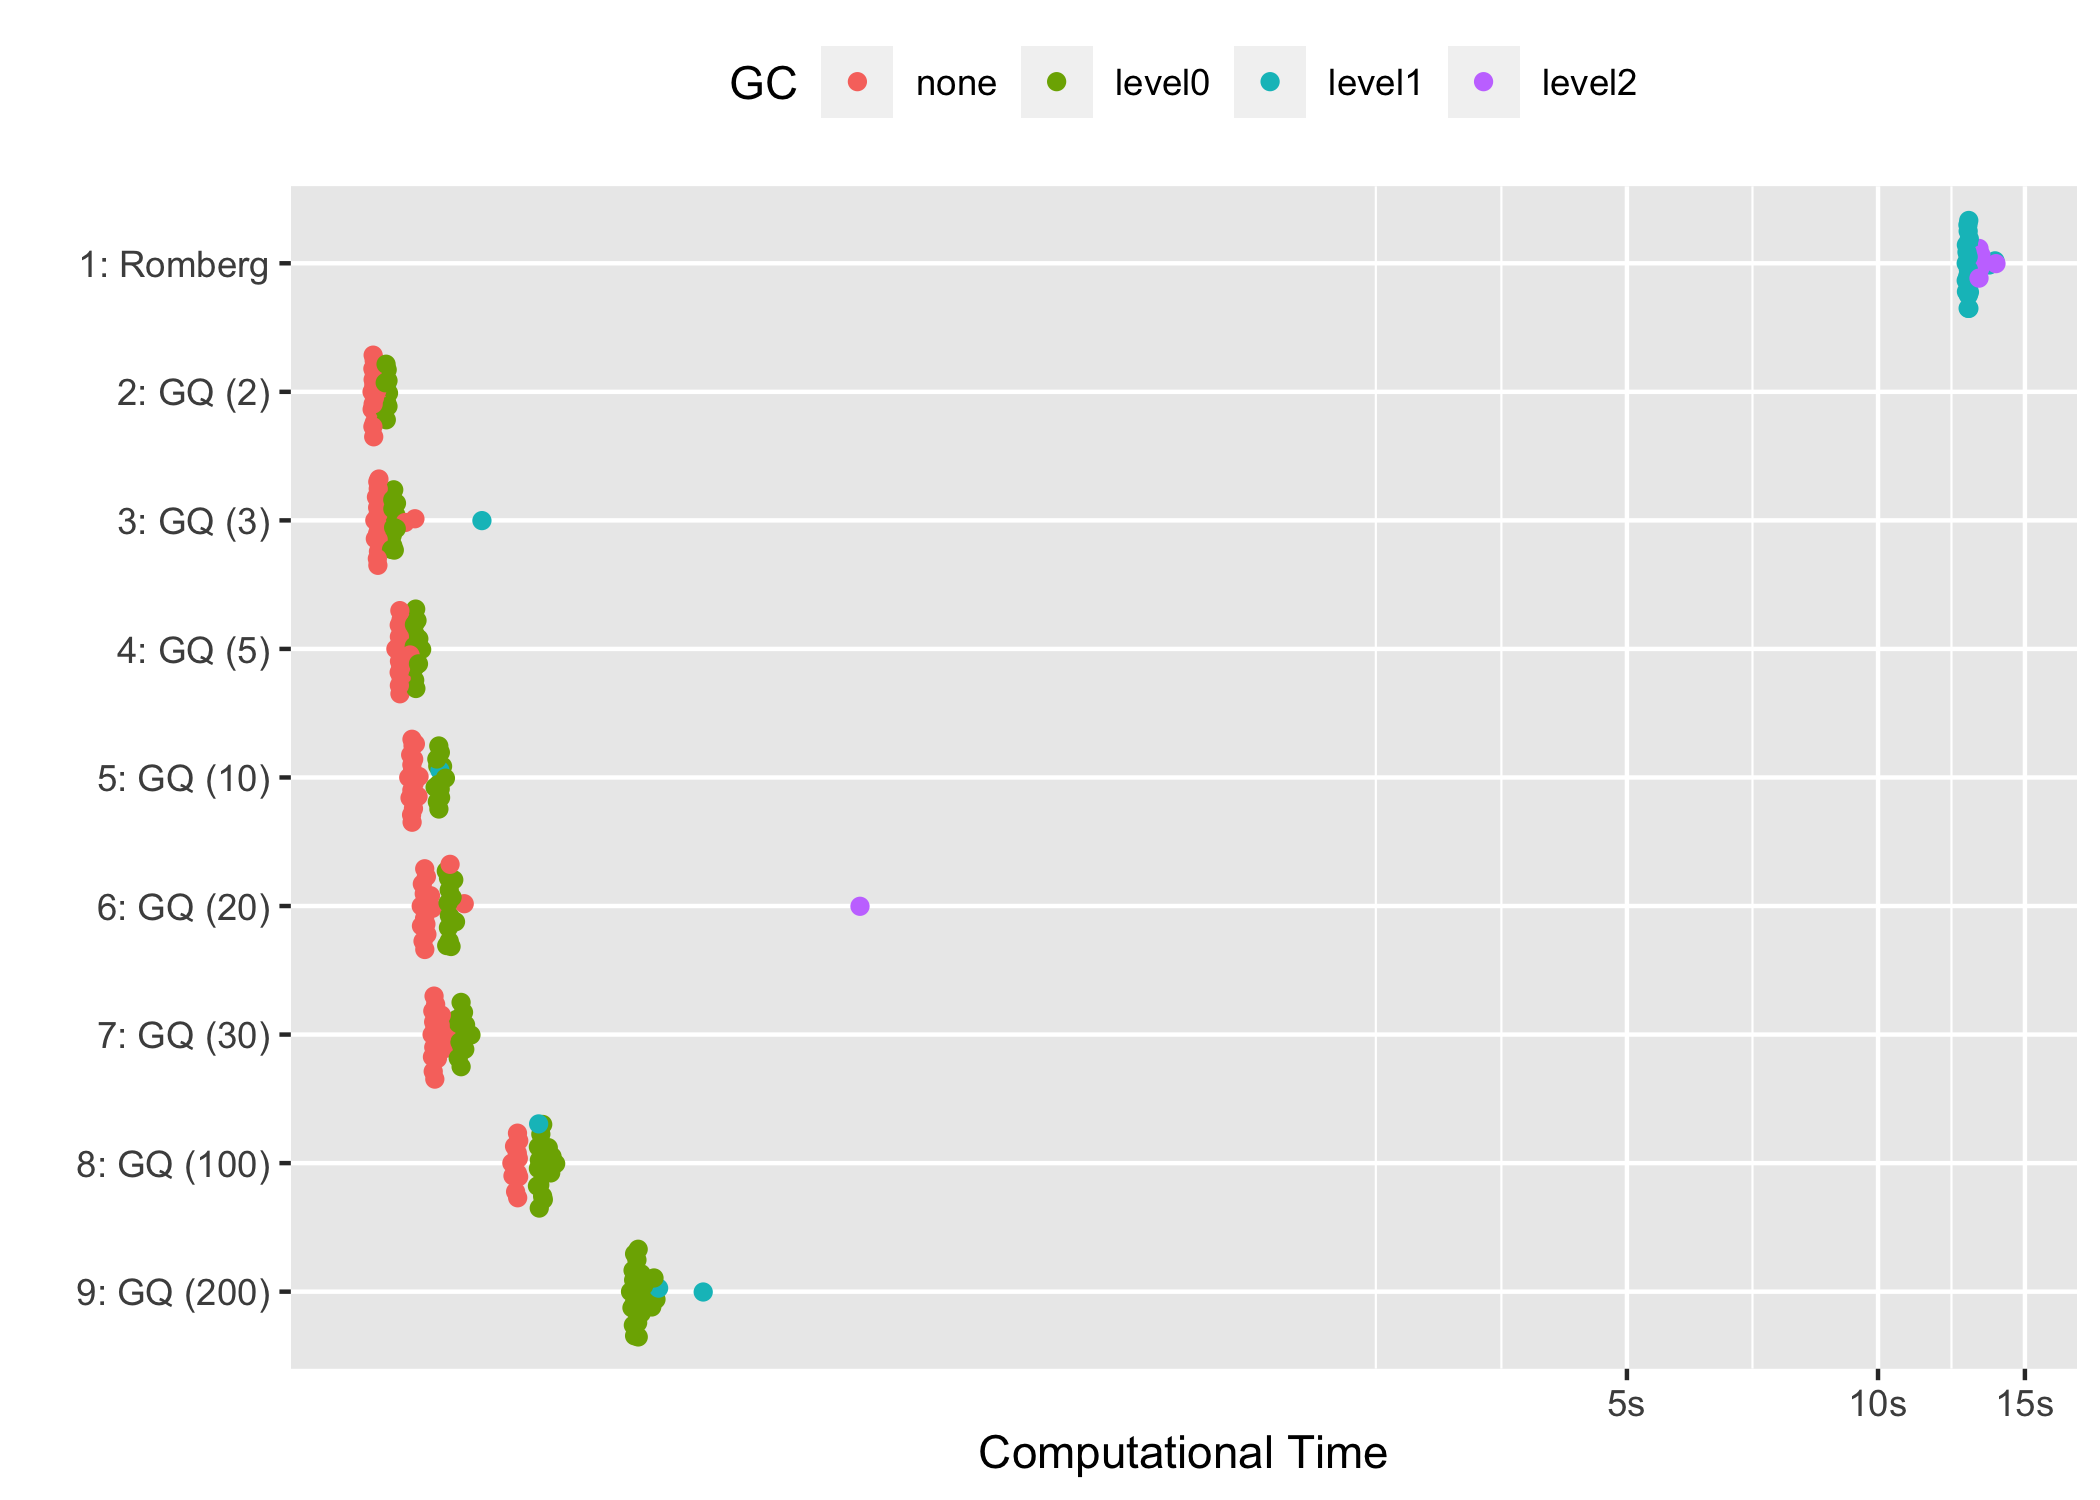 GC none level0 level1 level2
1: Romberg
2: GQ (2)
3: GQ (3)
4: GQ (5)
5: GQ (10)
6: GQ (20)
7: GQ (30)
8: GQ (100)
9: GQ (200)
5s 10s 15s
Computational Time